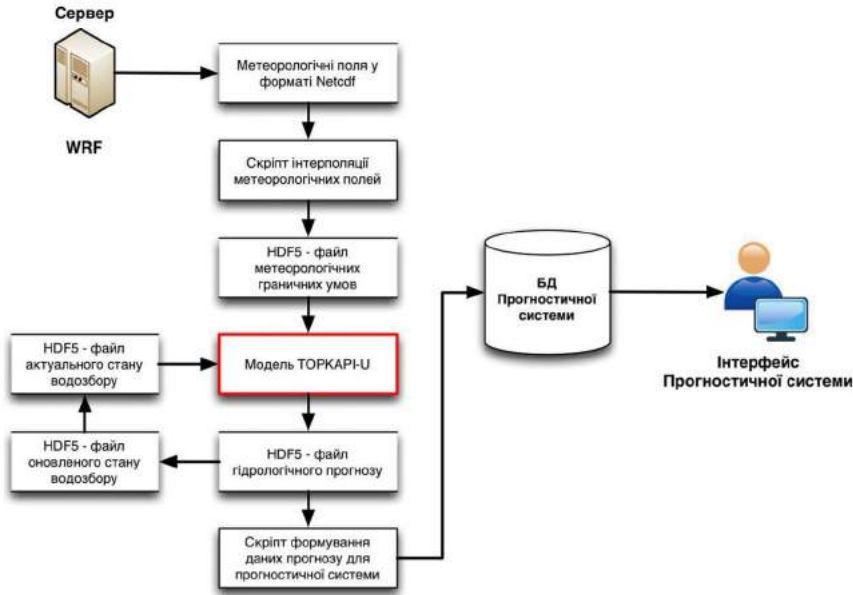 Сервер
WRF
Метеорологічні поля у
форматі Netcdf
Скріпт інтерполяції
метеорологічних полей
HDF5 - файл
метеорологічних
граничних умов
HDF5 - файл
актуального стану
водозбору
Модель TOPKAPI-U
HDF5 - файл
оновленого стану
водозбору
HDF5 - файл
гідрологічного прогнозу
Скріпт формування
даних прогнозу для
прогностичної системи
БД
Прогностичної
системи
Інтерфейс
Прогностичної системи